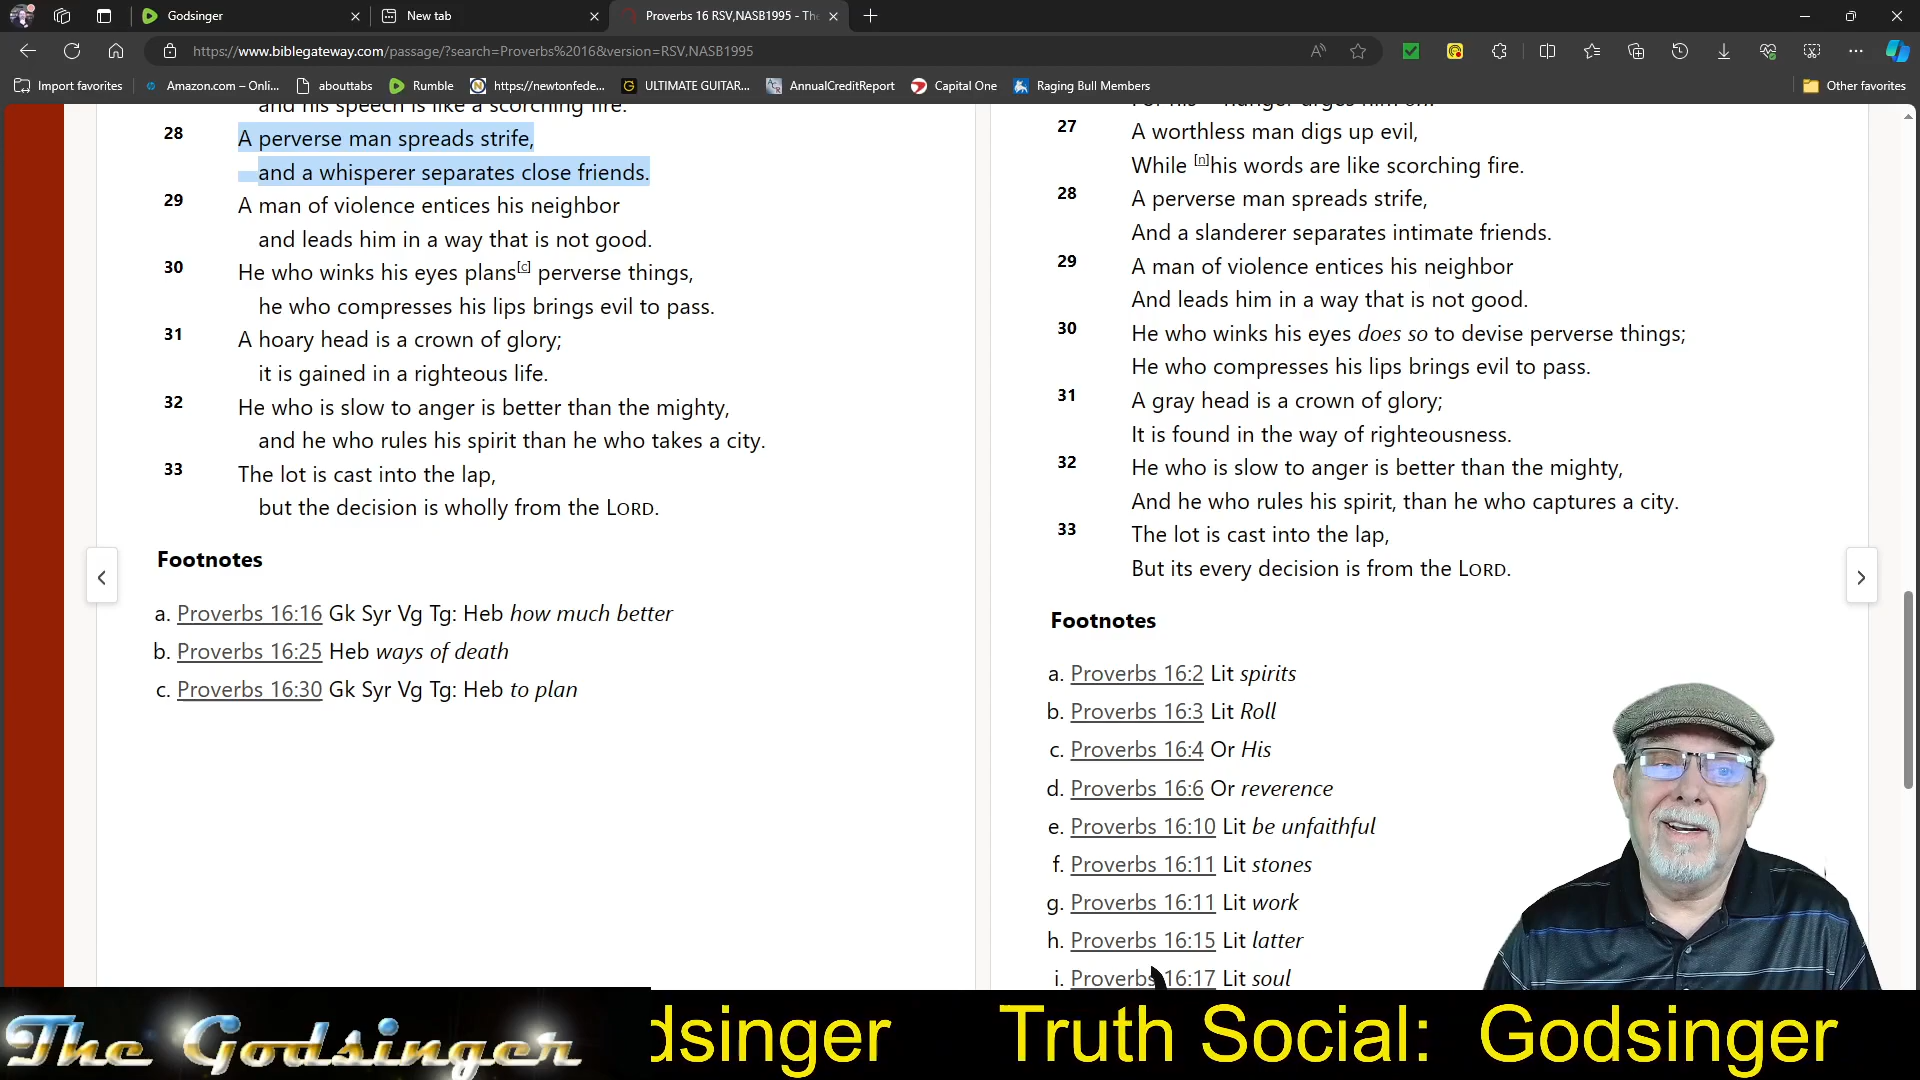 Godsinger
New tab
Proverbs 16 RSV,NASB1995 - The
https://www.biblegateway.com/passage/?search=Proverbs%2016&version=RSV,NASB1995
Import favorites
Amazon.com – Onli...
abouttabs
Rumble
https://newtonfede...
ULTIMATE GUITAR...
AnnualCreditReport
Capital One
Raging Bull Members
Other favorites
and his speech is like a scorching fire.
28 A perverse man spreads strife,
and a whisperer separates close friends.
29 A man of violence entices his neighbor
and leads him in a way that is not good.
30 He who winks his eyes plans[c] perverse things,
he who compresses his lips brings evil to pass.
31 A hoary head is a crown of glory;
it is gained in a righteous life.
32 He who is slow to anger is better than the mighty,
and he who rules his spirit than he who takes a city.
33 The lot is cast into the lap,
but the decision is wholly from the LORD.
Footnotes
a. Proverbs 16:16 Gk Syr Vg Tg: Heb how much better
b. Proverbs 16:25 Heb ways of death
c. Proverbs 16:30 Gk Syr Vg Tg: Heb to plan
hunger urges him on.
27 A worthless man digs up evil,
While [n]his words are like scorching fire.
28 A perverse man spreads strife,
And a slanderer separates intimate friends.
29 A man of violence entices his neighbor
And leads him in a way that is not good.
30 He who winks his eyes does so to devise perverse things;
He who compresses his lips brings evil to pass.
31 A gray head is a crown of glory;
It is found in the way of righteousness.
32 He who is slow to anger is better than the mighty,
And he who rules his spirit, than he who captures a city.
33 The lot is cast into the lap,
But its every decision is from the LORD.
Footnotes
a. Proverbs 16:2 Lit spirits
b. Proverbs 16:3 Lit Roll
c. Proverbs 16:4 Or His
d. Proverbs 16:6 Or reverence
e. Proverbs 16:10 Lit be unfaithful
f. Proverbs 16:11 Lit stones
g. Proverbs 16:11 Lit work
h. Proverbs 16:15 Lit latter
i. Proverbs 16:17 Lit soul
The Godsinger
dsinger Truth Social: Godsinger